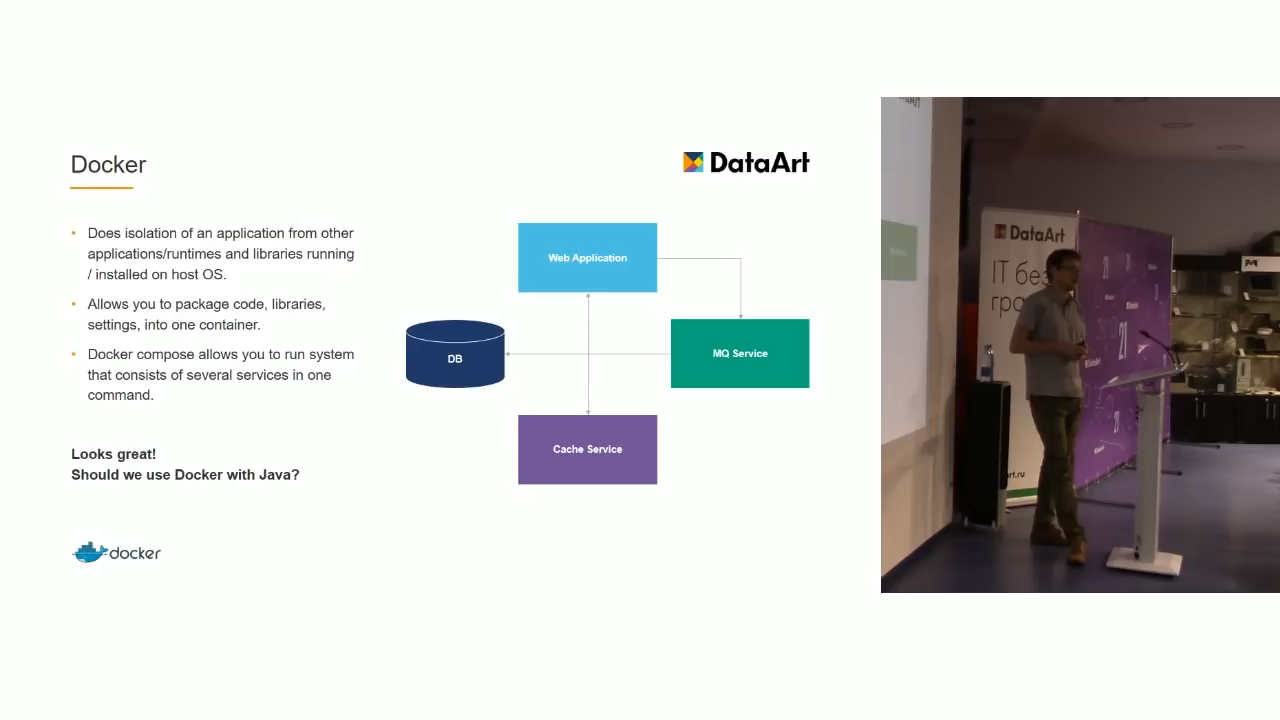 Docker
DataArt
• Does isolation of an application from other
applications/runtimes and libraries running
/ installed on host OS.
• Allows you to package code, libraries,
settings, into one container.
• Docker compose allows you to run system
that consists of several services in one
command.
Looks great!
Should we use Docker with Java?
docker
Web Application
DB
MQ Service
Cache Service
DataArt
IT без
гра
21